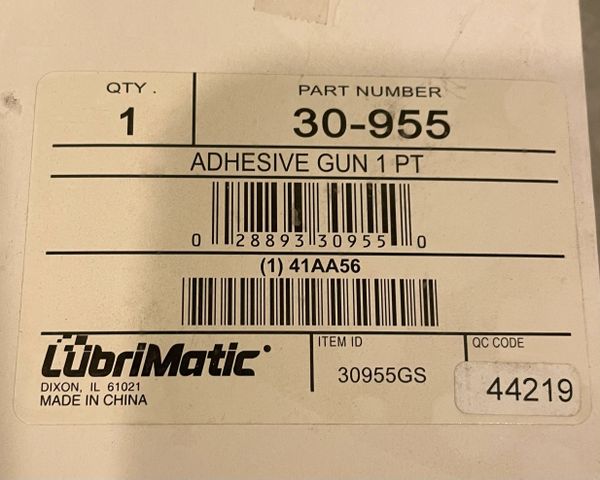 QTY.
1
PART NUMBER
30-955
ADHESIVE GUN 1 PT
0 28893 30955 0
(1) 41AA56
LubriMatic
DIXON, IL 61021
MADE IN CHINA
ITEM ID
30955GS
QC CODE
44219